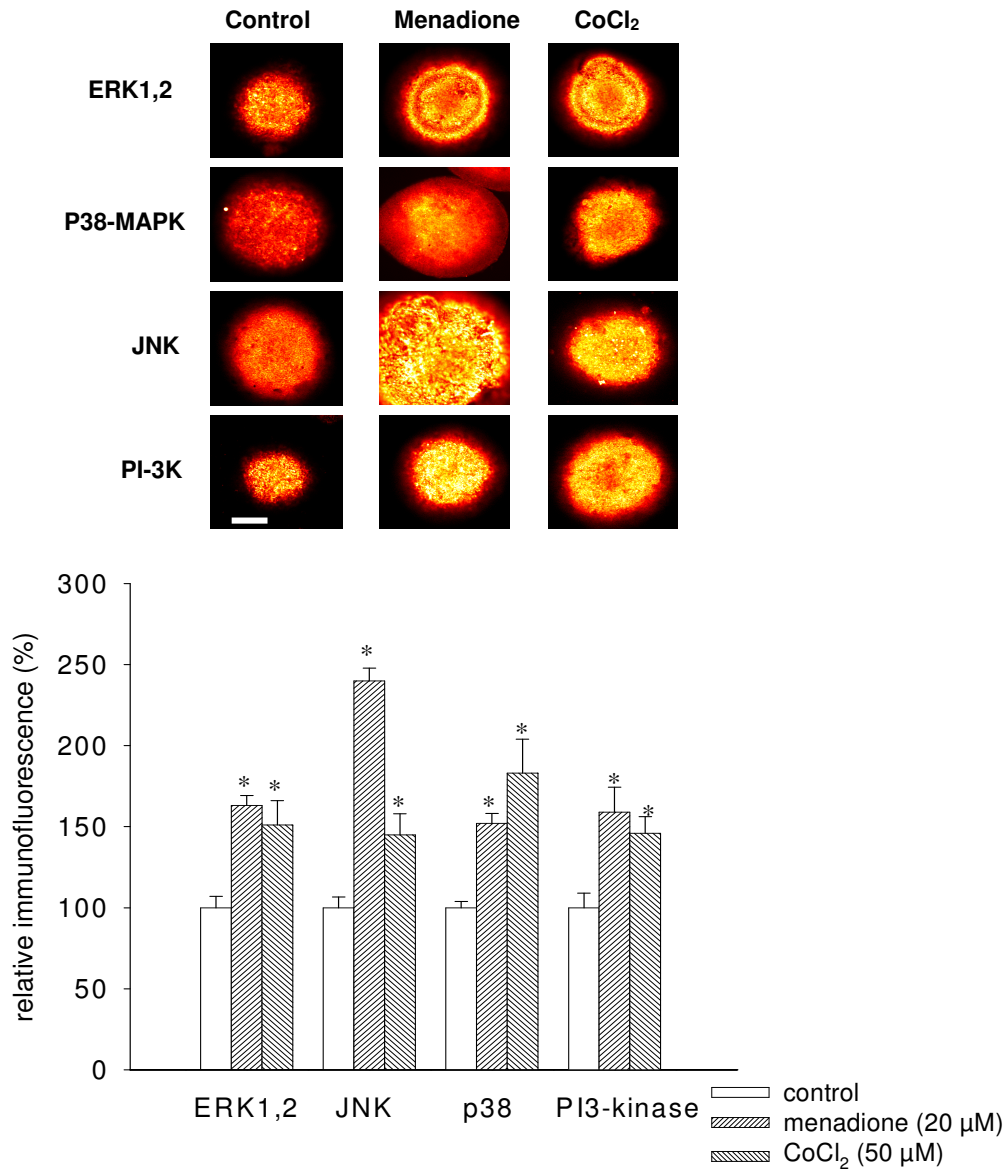 Control Menadione CoCl₂
ERK1,2
P38-MAPK
JNK
PI-3K
relative immunofluorescence (%)
300
250
200
150
100
50
0
* * * * * * * *
ERK1,2 JNK p38 PI3-kinase
control
menadione (20 µM)
CoCl₂ (50 µM)